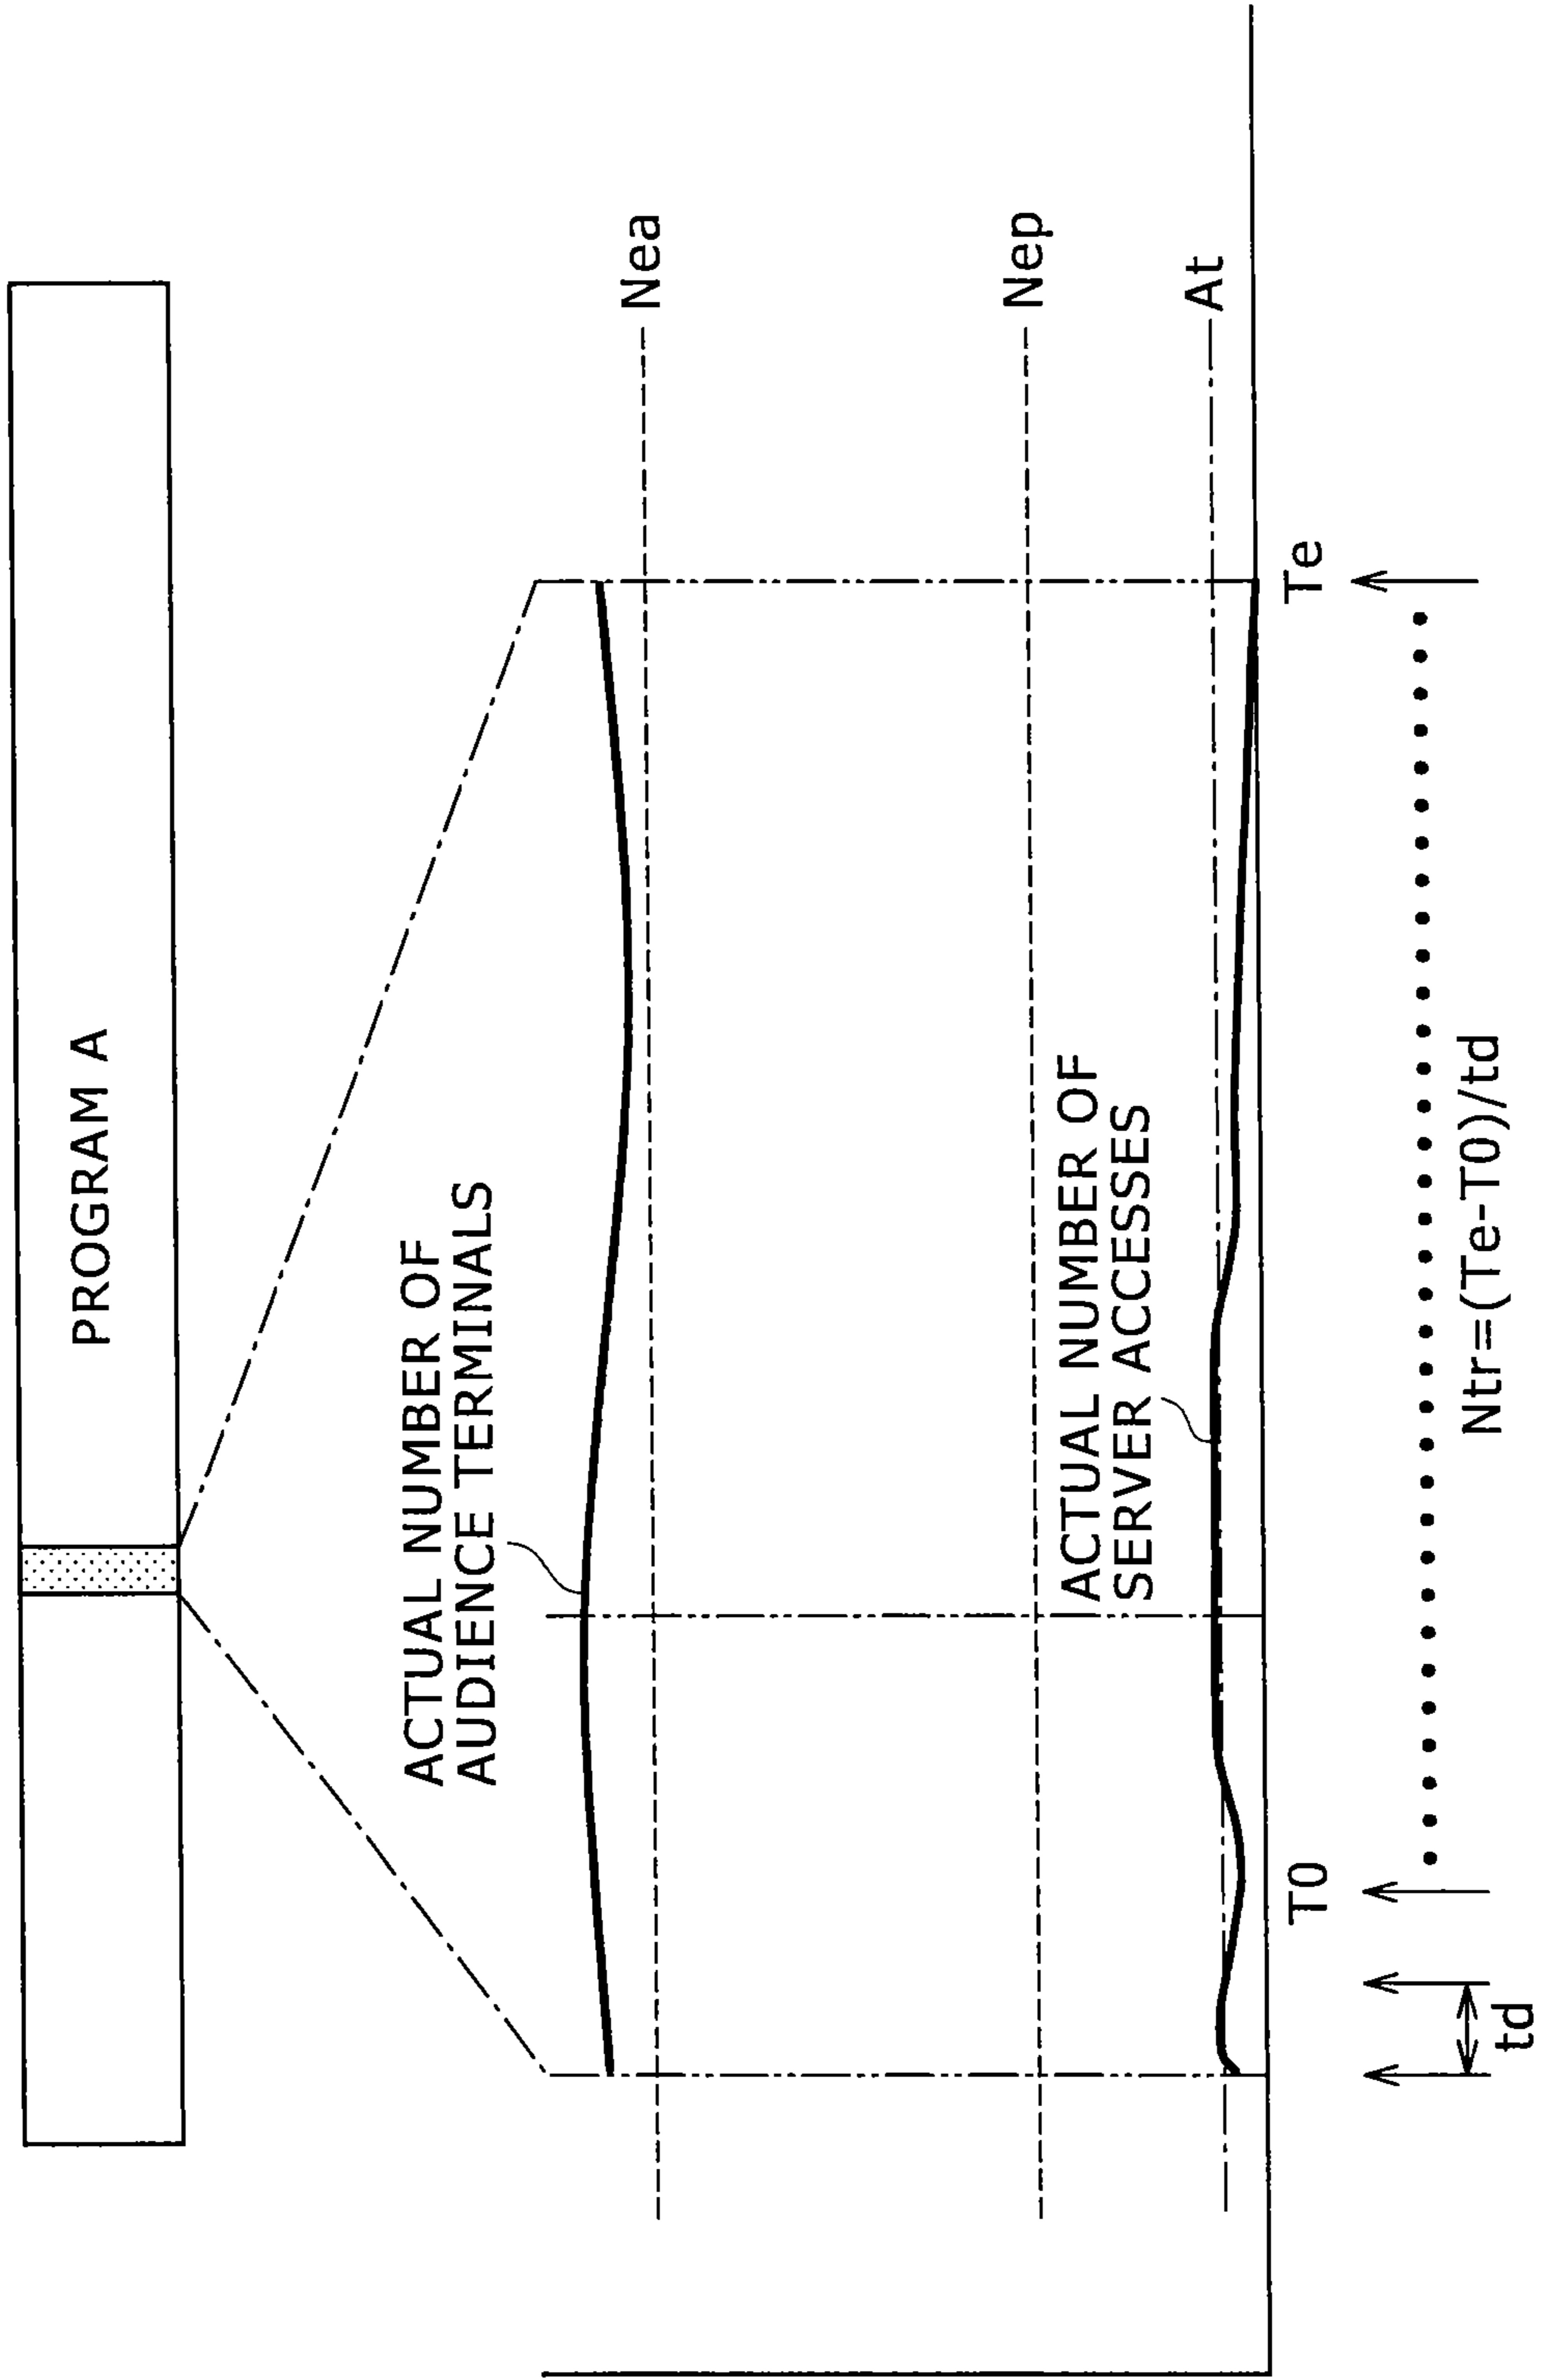 PROGRAM A
ACTUAL NUMBER OF
AUDIENCE TERMINALS
Nea
Nep
ACTUAL NUMBER OF
SERVER ACCESSES
At
T0
Te
td
Ntr=(Te-T0)/td